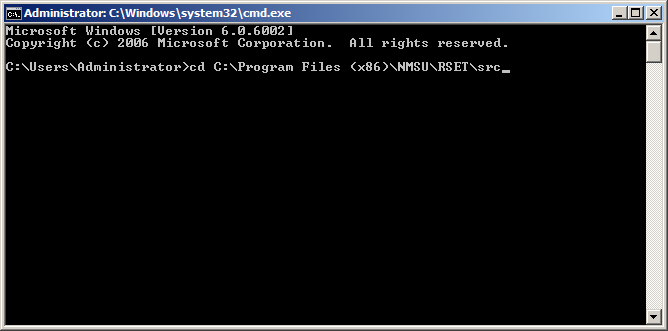 Administrator: C:\Windows\system32\cmd.exe
Microsoft Windows [Version 6.0.6002]
Copyright (c) 2006 Microsoft Corporation.  All rights reserved.
C:\Users\Administrator>cd C:\Program Files (x86)\NMSU\RSET\src_